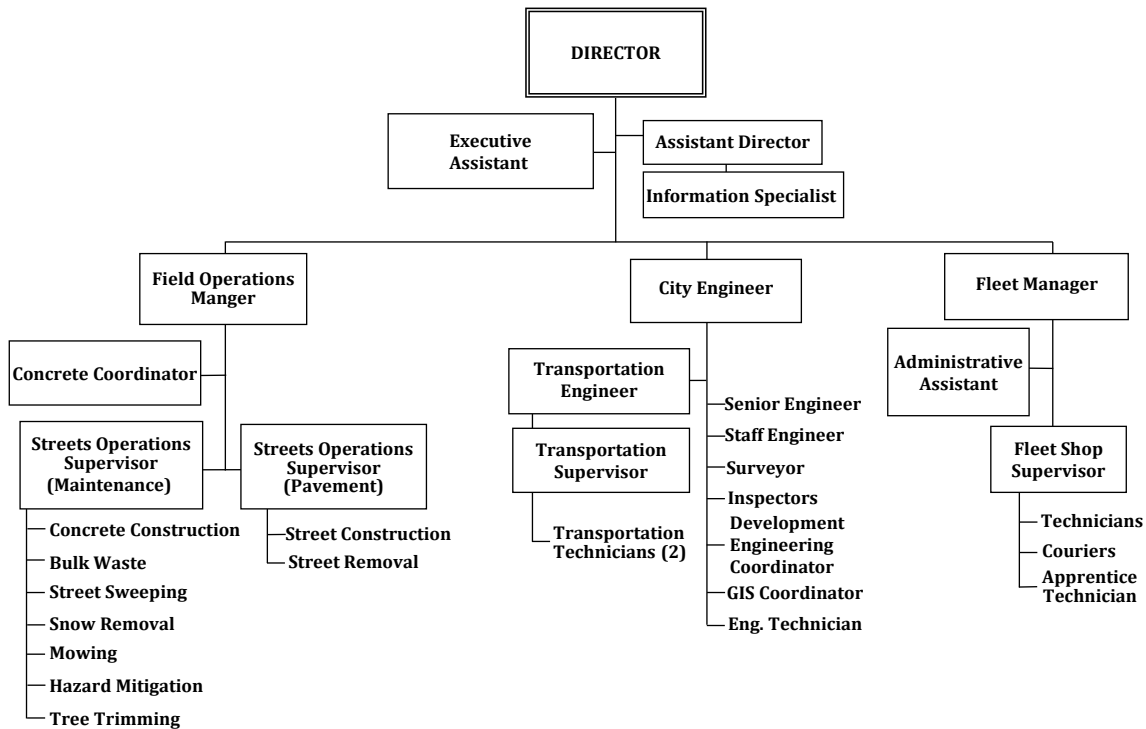 DIRECTOR
Executive
Assistant
Assistant Director
Information Specialist
Field Operations
Manger
City Engineer
Fleet Manager
Concrete Coordinator
Transportation
Engineer
Administrative
Assistant
Streets Operations
Supervisor
(Maintenance)
Streets Operations
Supervisor
(Pavement)
Transportation
Supervisor
Fleet Shop
Supervisor
Concrete Construction
Bulk Waste
Street Sweeping
Snow Removal
Mowing
Hazard Mitigation
Tree Trimming
Street Construction
Street Removal
Transportation
Technicians (2)
Senior Engineer
Staff Engineer
Surveyor
Inspectors
Development
Engineering
Coordinator
GIS Coordinator
Eng. Technician
Technicians
Couriers
Apprentice
Technician